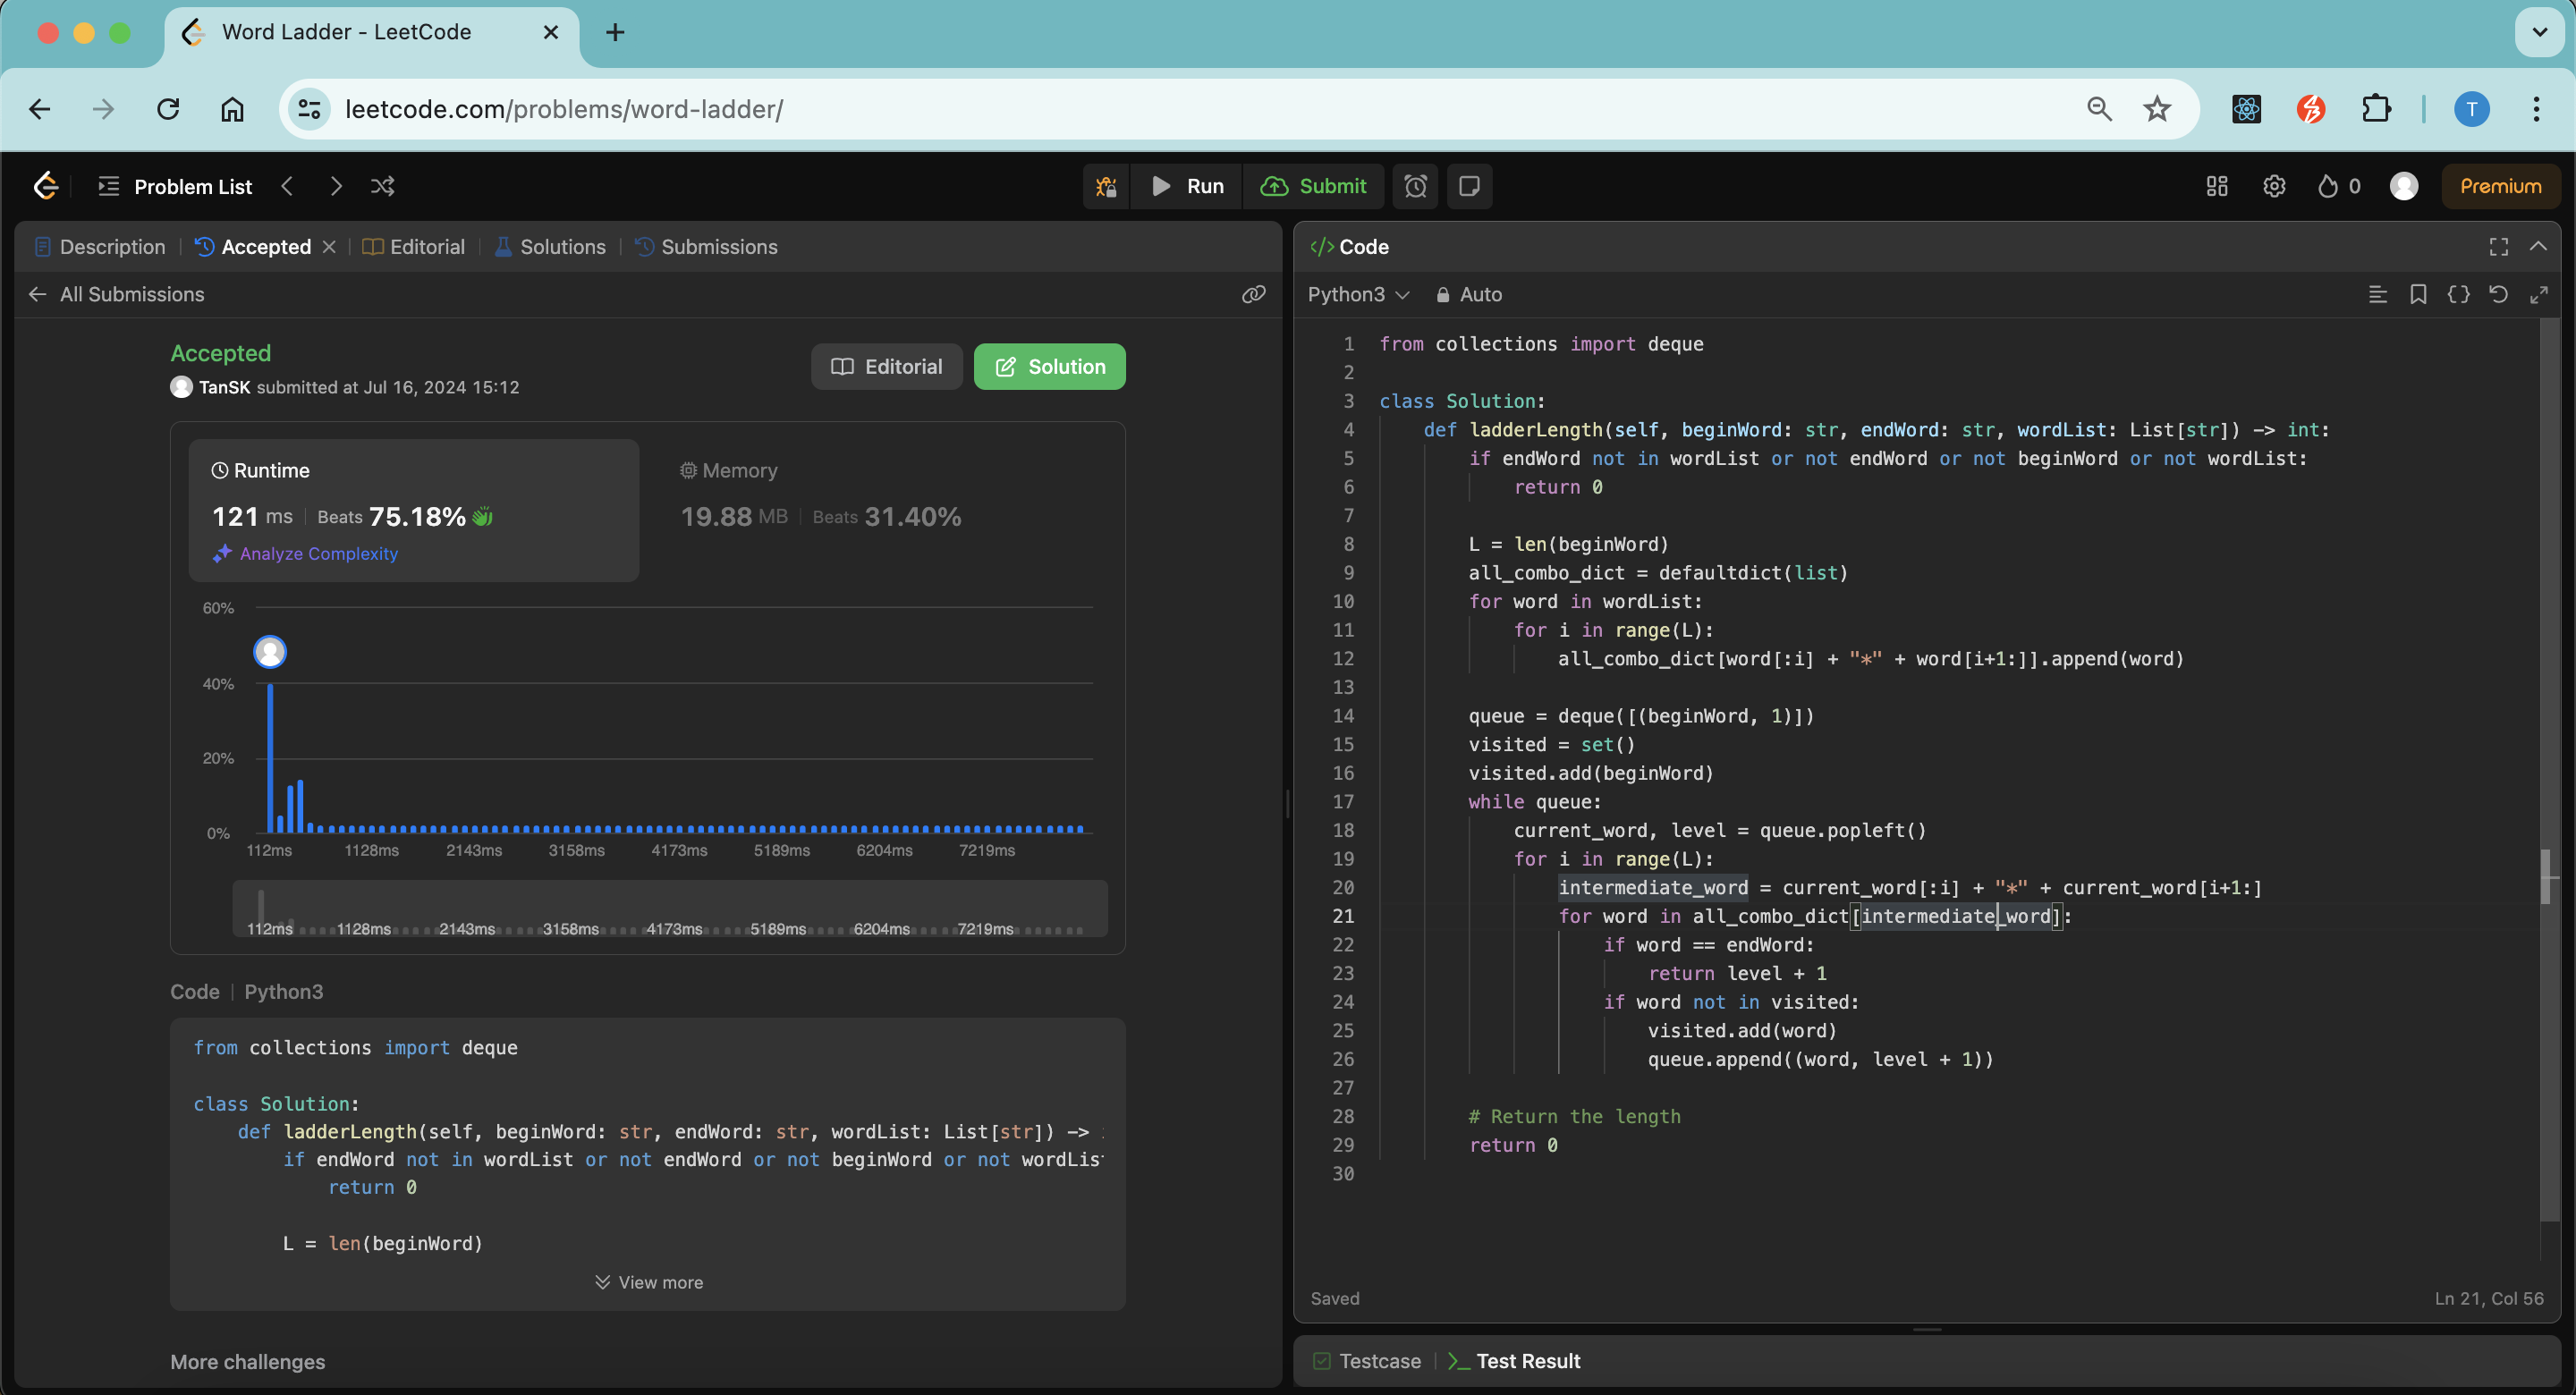 Word Ladder - LeetCode
leetcode.com/problems/word-ladder/
T
Problem List
Run
Submit
0
Premium
Description
Accepted
Editorial
Solutions
Submissions
All Submissions
Accepted
TanSK submitted at Jul 16, 2024 15:12
Editorial
Solution
Runtime
121 ms | Beats 75.18%
Analyze Complexity
Memory
19.88 MB | Beats 31.40%
60%
40%
20%
0%
112ms 1128ms 2143ms 3158ms 4173ms 5189ms 6204ms 7219ms
112ms 1128ms 2143ms 3158ms 4173ms 5189ms 6204ms 7219ms
Code | Python3
from collections import deque
class Solution:
    def ladderLength(self, beginWord: str, endWord: str, wordList: List[str]) ->
        if endWord not in wordList or not endWord or not beginWord or not wordLis
            return 0
        L = len(beginWord)
View more
More challenges
</> Code
Python3
Auto
1 from collections import deque
2
3 class Solution:
4     def ladderLength(self, beginWord: str, endWord: str, wordList: List[str]) -> int:
5         if endWord not in wordList or not endWord or not beginWord or not wordList:
6             return 0
7
8         L = len(beginWord)
9         all_combo_dict = defaultdict(list)
10         for word in wordList:
11             for i in range(L):
12                 all_combo_dict[word[:i] + "*" + word[i+1:]].append(word)
13
14         queue = deque([(beginWord, 1)])
15         visited = set()
16         visited.add(beginWord)
17         while queue:
18             current_word, level = queue.popleft()
19             for i in range(L):
20                 intermediate_word = current_word[:i] + "*" + current_word[i+1:]
21                 for word in all_combo_dict[intermediate_word]:
22                     if word == endWord:
23                         return level + 1
24                     if word not in visited:
25                         visited.add(word)
26                         queue.append((word, level + 1))
27
28         # Return the length
29         return 0
30
Saved
Ln 21, Col 56
Testcase
Test Result